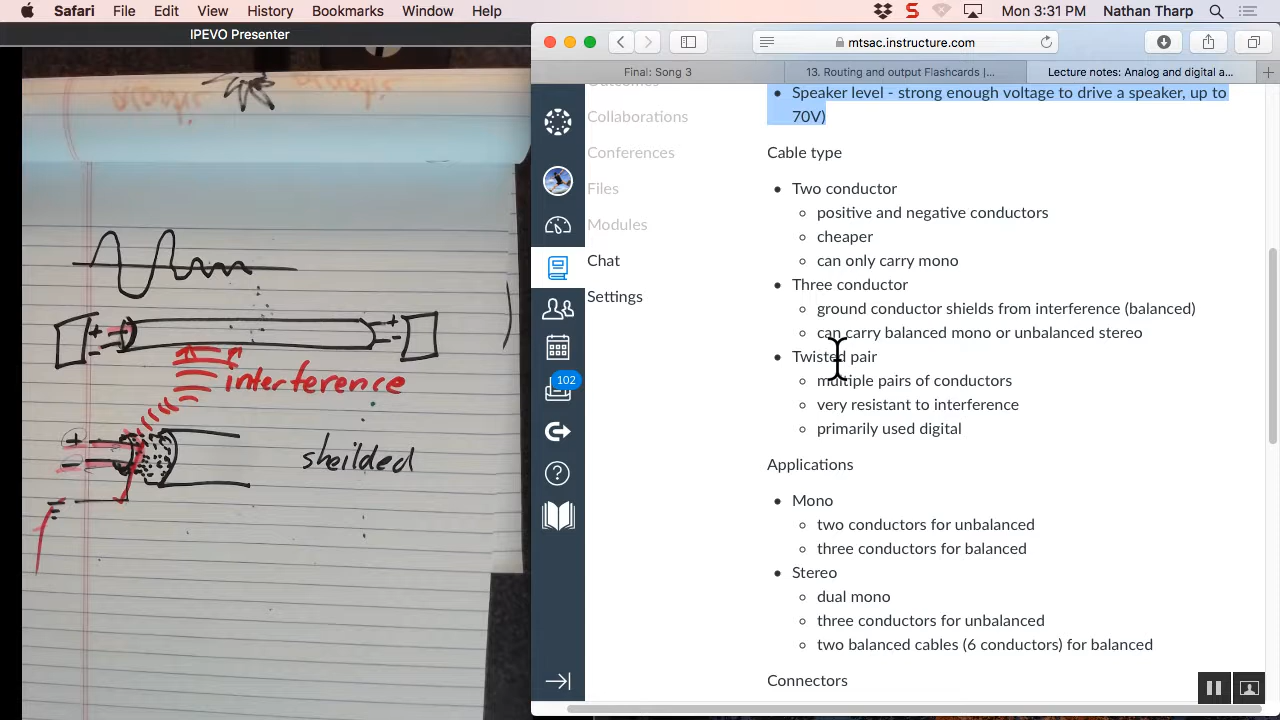 Safari File Edit View History Bookmarks Window Help Mon 3:31 PM Nathan Tharp
IPEVO Presenter
mtsac.instructure.com
Final: Song 3
13. Routing and output Flashcards |...
Lecture notes: Analog and digital a...
+
-
+
-
interference
+
-
sheilded
Collaborations
Conferences
Files
Modules
Chat
Settings
102
• Speaker level - strong enough voltage to drive a speaker, up to
70V)
Cable type
• Two conductor
◦ positive and negative conductors
◦ cheaper
◦ can only carry mono
• Three conductor
◦ ground conductor shields from interference (balanced)
◦ can carry balanced mono or unbalanced stereo
• Twisted pair
◦ multiple pairs of conductors
◦ very resistant to interference
◦ primarily used digital
Applications
• Mono
◦ two conductors for unbalanced
◦ three conductors for balanced
• Stereo
◦ dual mono
◦ three conductors for unbalanced
◦ two balanced cables (6 conductors) for balanced
Connectors